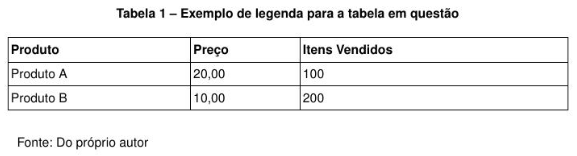 Tabela 1 – Exemplo de legenda para a tabela em questão
Produto Preço Itens Vendidos
Produto A 20,00 100
Produto B 10,00 200
Fonte: Do próprio autor